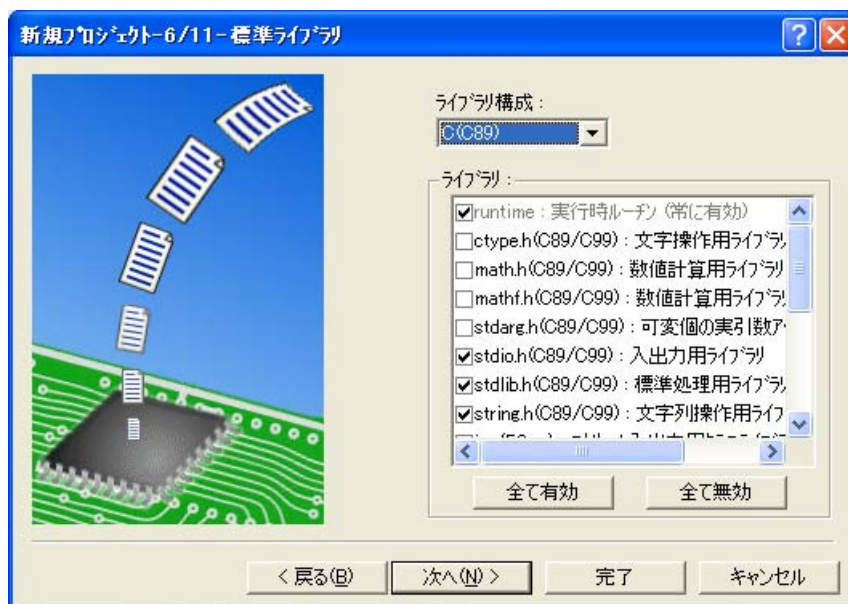 新規プロジェクト-6/11-標準ライブラリ
ライブラリ構成：
C(C89)
ライブラリ：
runtime : 実行時ルーチン (常に有効)
ctype.h(C89/C99) : 文字操作用ライブラリ
math.h(C89/C99) : 数値計算用ライブラリ
mathf.h(C89/C99) : 数値計算用ライブラ
stdarg.h(C89/C99) : 可変個の実引数ア
stdio.h(C89/C99) : 入出力用ライブラリ
stdlib.h(C89/C99) : 標準処理用ライブラ
string.h(C89/C99) : 文字列操作用ライブ
全て有効 全て無効
< 戻る(B) 次へ(N) > 完了 キャンセル